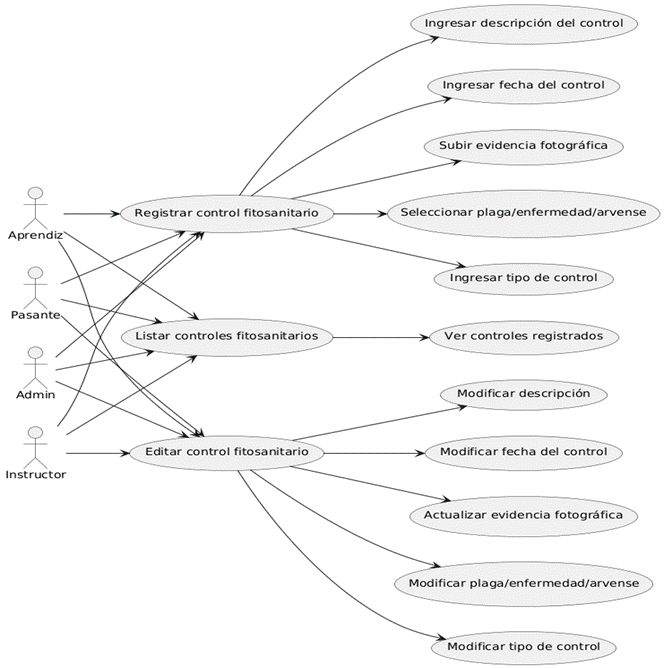 Ingresar descripción del control
Ingresar fecha del control
Subir evidencia fotográfica
Aprendiz
Registrar control fitosanitario
Seleccionar plaga/enfermedad/arvense
Ingresar tipo de control
Pasante
Listar controles fitosanitarios
Ver controles registrados
Admin
Modificar descripción
Instructor
Editar control fitosanitario
Modificar fecha del control
Actualizar evidencia fotográfica
Modificar plaga/enfermedad/arvense
Modificar tipo de control